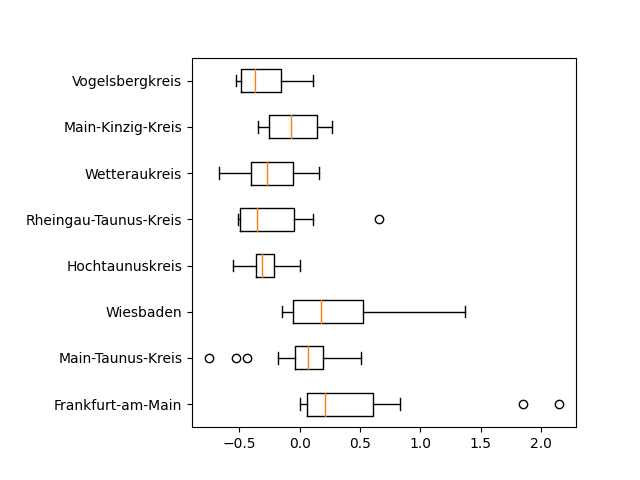 Vogelsbergkreis
Main-Kinzig-Kreis
Wetteraukreis
Rheingau-Taunus-Kreis
Hochtaunuskreis
Wiesbaden
Main-Taunus-Kreis
Frankfurt-am-Main
−0.5 0.0 0.5 1.0 1.5 2.0